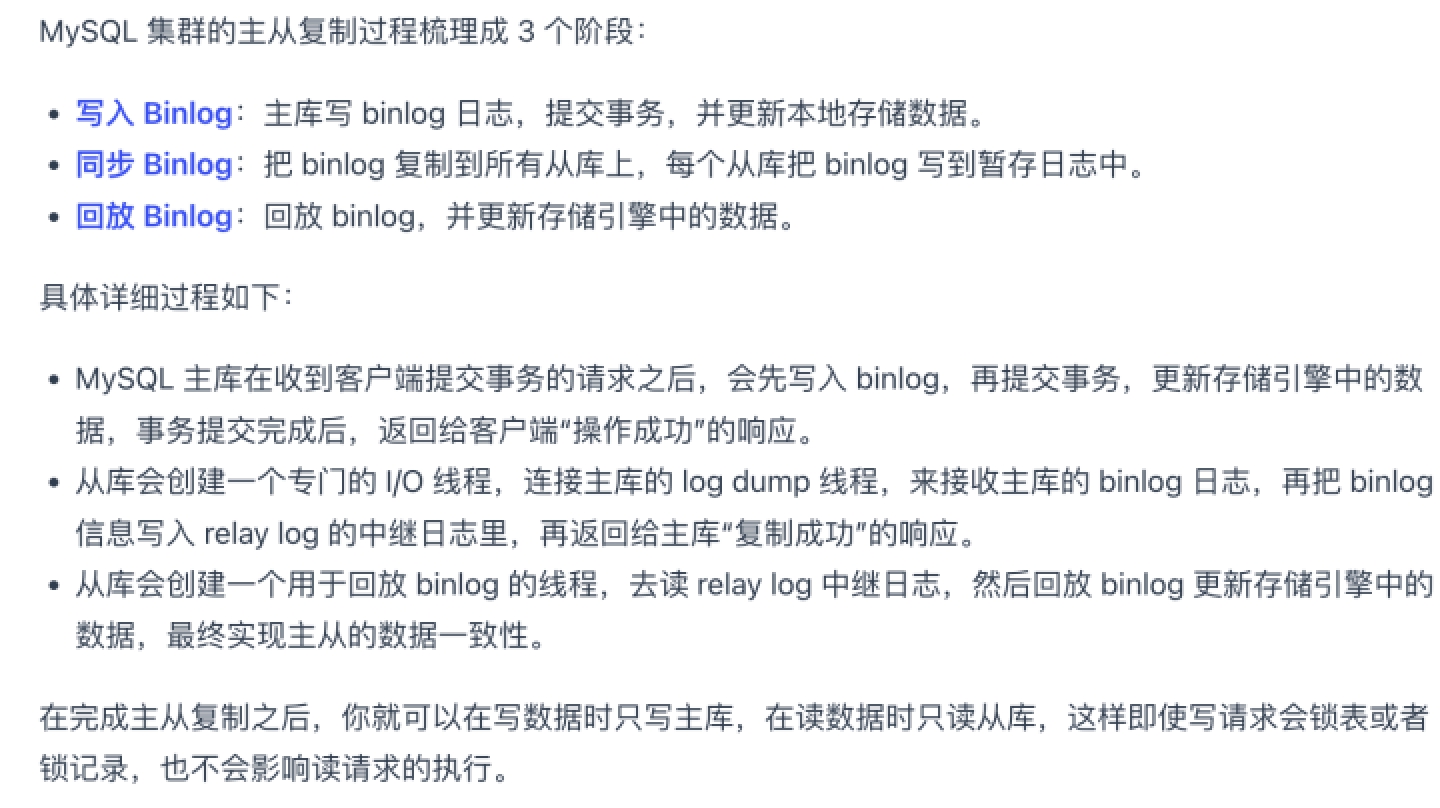 MySQL 集群的主从复制过程梳理成 3 个阶段：
• 写入 Binlog：主库写 binlog 日志，提交事务，并更新本地存储数据。
• 同步 Binlog：把 binlog 复制到所有从库上，每个从库把 binlog 写到暂存日志中。
• 回放 Binlog：回放 binlog，并更新存储引擎中的数据。
具体详细过程如下：
• MySQL 主库在收到客户端提交事务的请求之后，会先写入 binlog，再提交事务，更新存储引擎中的数
据，事务提交完成后，返回给客户端“操作成功”的响应。
• 从库会创建一个专门的 I/O 线程，连接主库的 log dump 线程，来接收主库的 binlog 日志，再把 binlog
信息写入 relay log 的中继日志里，再返回给主库“复制成功”的响应。
• 从库会创建一个用于回放 binlog 的线程，去读 relay log 中继日志，然后回放 binlog 更新存储引擎中的
数据，最终实现主从的数据一致性。
在完成主从复制之后，你就可以在写数据时只写主库，在读数据时只读从库，这样即使写请求会锁表或者
锁记录，也不会影响读请求的执行。